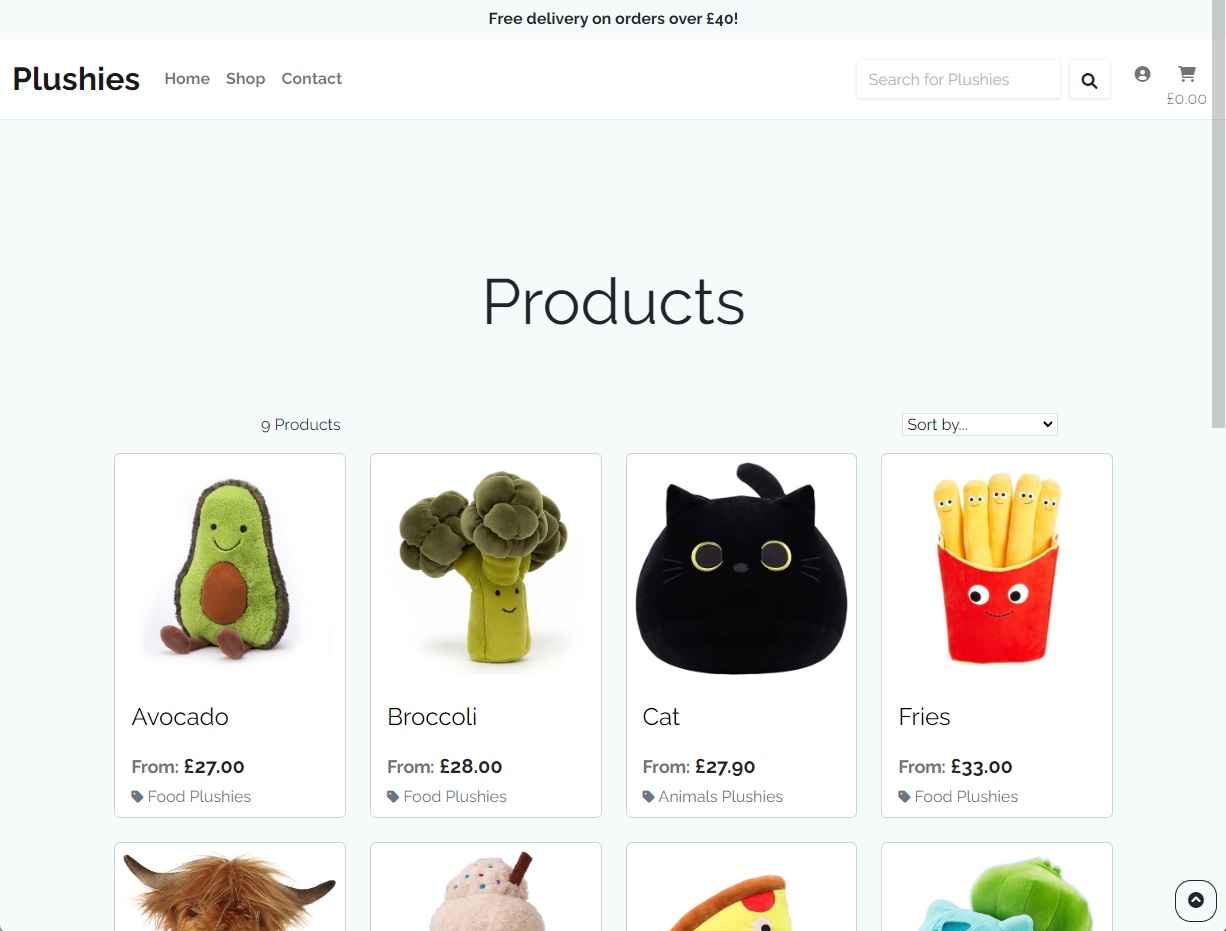 Free delivery on orders over £40!
Plushies Home Shop Contact Search for Plushies
£0.00
Products
9 Products Sort by...
Avocado Broccoli Cat Fries
From: £27.00 From: £28.00 From: £27.90 From: £33.00
Food Plushies Food Plushies Animals Plushies Food Plushies